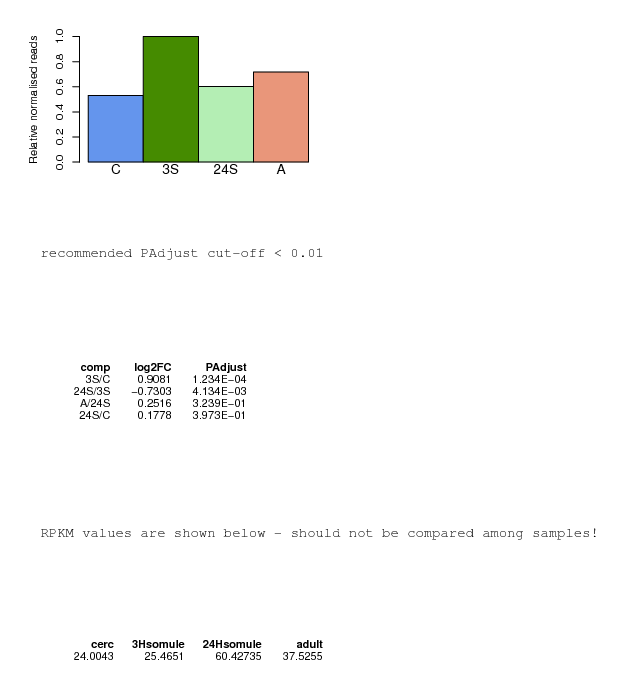 Relative normalised reads
1.0
0.8
0.6
0.4
0.2
0.0
C 3S 24S A
recommended PAdjust cut-off < 0.01
comp log2FC PAdjust
3S/C 0.9081 1.234E-04
24S/3S -0.7303 4.134E-03
A/24S 0.2516 3.239E-01
24S/C 0.1778 3.973E-01
RPKM values are shown below - should not be compared among samples!
cerc 3Hsomule 24Hsomule adult
24.0043 25.4651 60.42735 37.5255